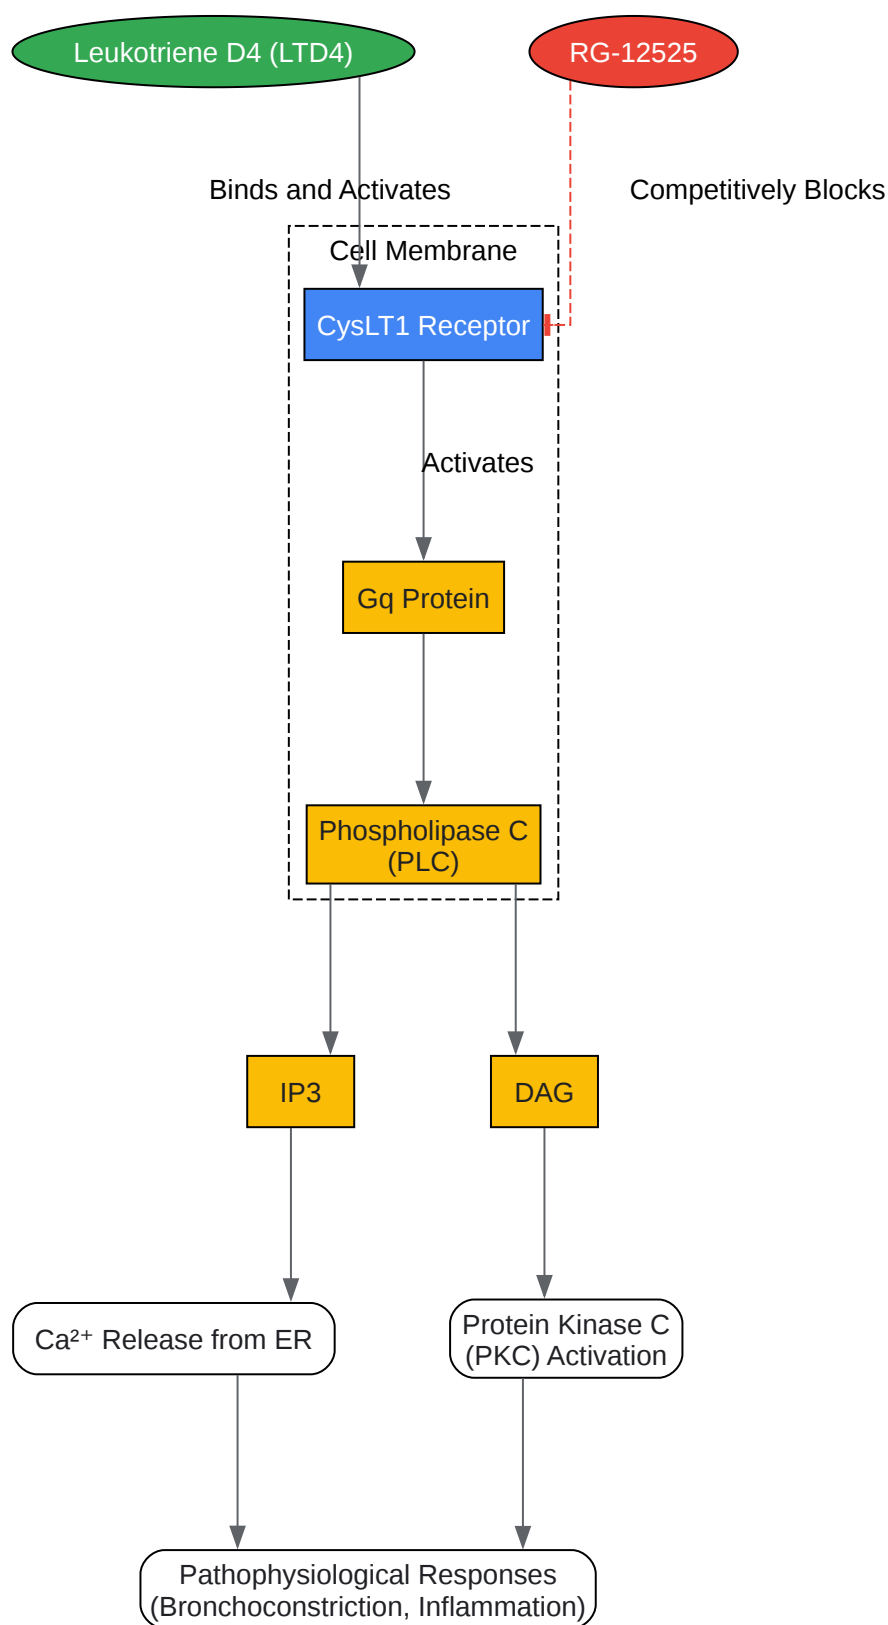 Leukotriene D4 (LTD4)
RG-12525
Binds and Activates
Competitively Blocks
Cell Membrane
CysLT1 Receptor
Activates
Gq Protein
Phospholipase C
(PLC)
IP3
DAG
Ca²⁺ Release from ER
Protein Kinase C
(PKC) Activation
Pathophysiological Responses
(Bronchoconstriction, Inflammation)